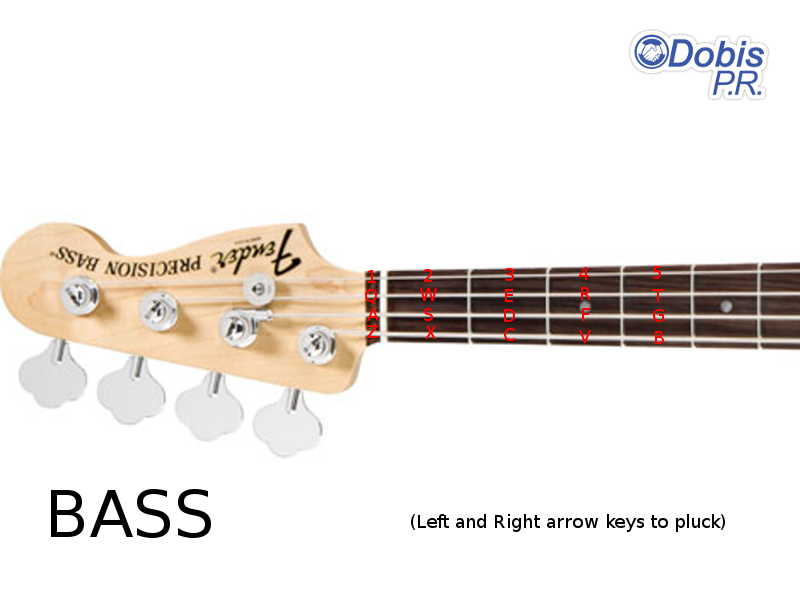 Dobis
P.R.
Fender
PRECISION BASS
1 2 3 4 5
Q W E R T
A S D F G
Z X C V B
BASS
(Left and Right arrow keys to pluck)